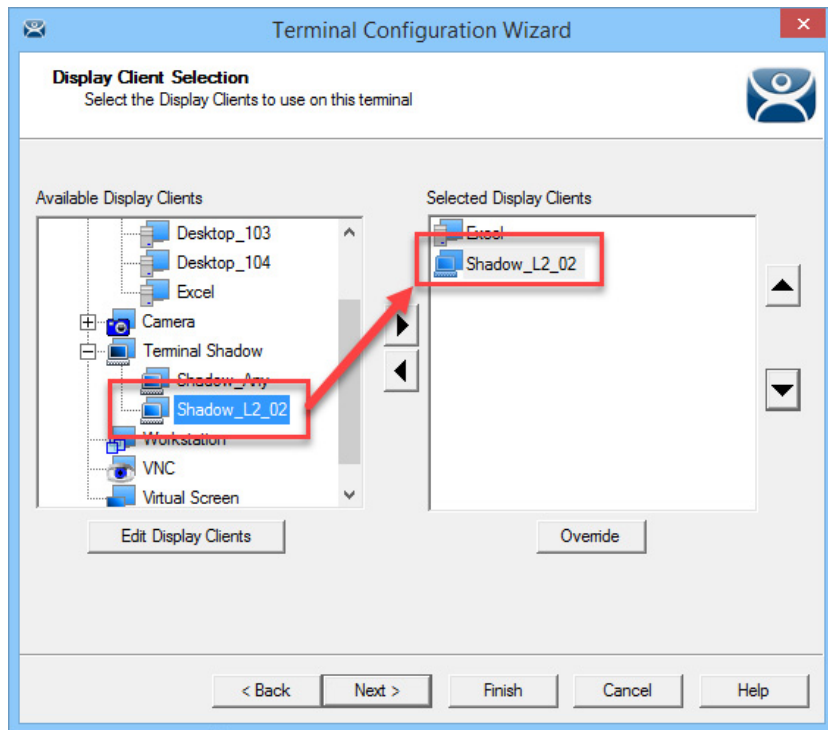 Terminal Configuration Wizard
Display Client Selection
Select the Display Clients to use on this terminal
Available Display Clients
Desktop_103
Desktop_104
Excel
Camera
Terminal Shadow
Shadow_Any
Shadow_L2_02
Workstation
VNC
Virtual Screen
Edit Display Clients
Selected Display Clients
Excel
Shadow_L2_02
Override
< Back
Next >
Finish
Cancel
Help